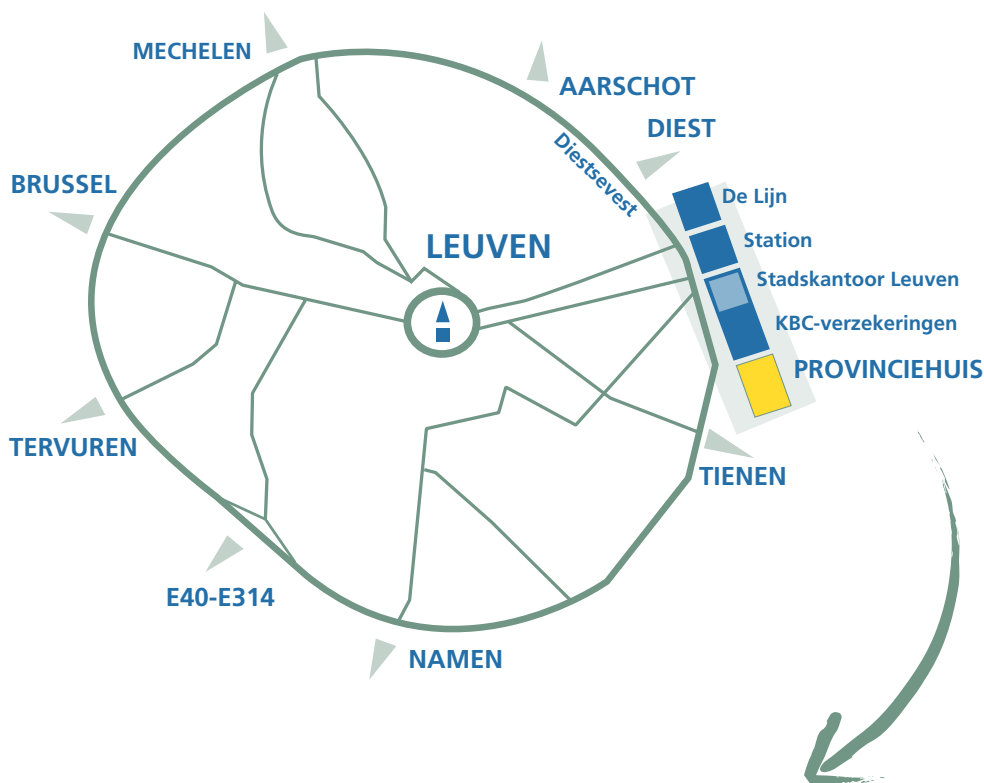 MECHELEN
AARSCHOT
DIEST
Diestsevest
BRUSSEL
De Lijn
Station
LEUVEN
Stadskantoor Leuven
KBC-verzekeringen
PROVINCIEHUIS
TERVUREN
TIENEN
E40-E314
NAMEN